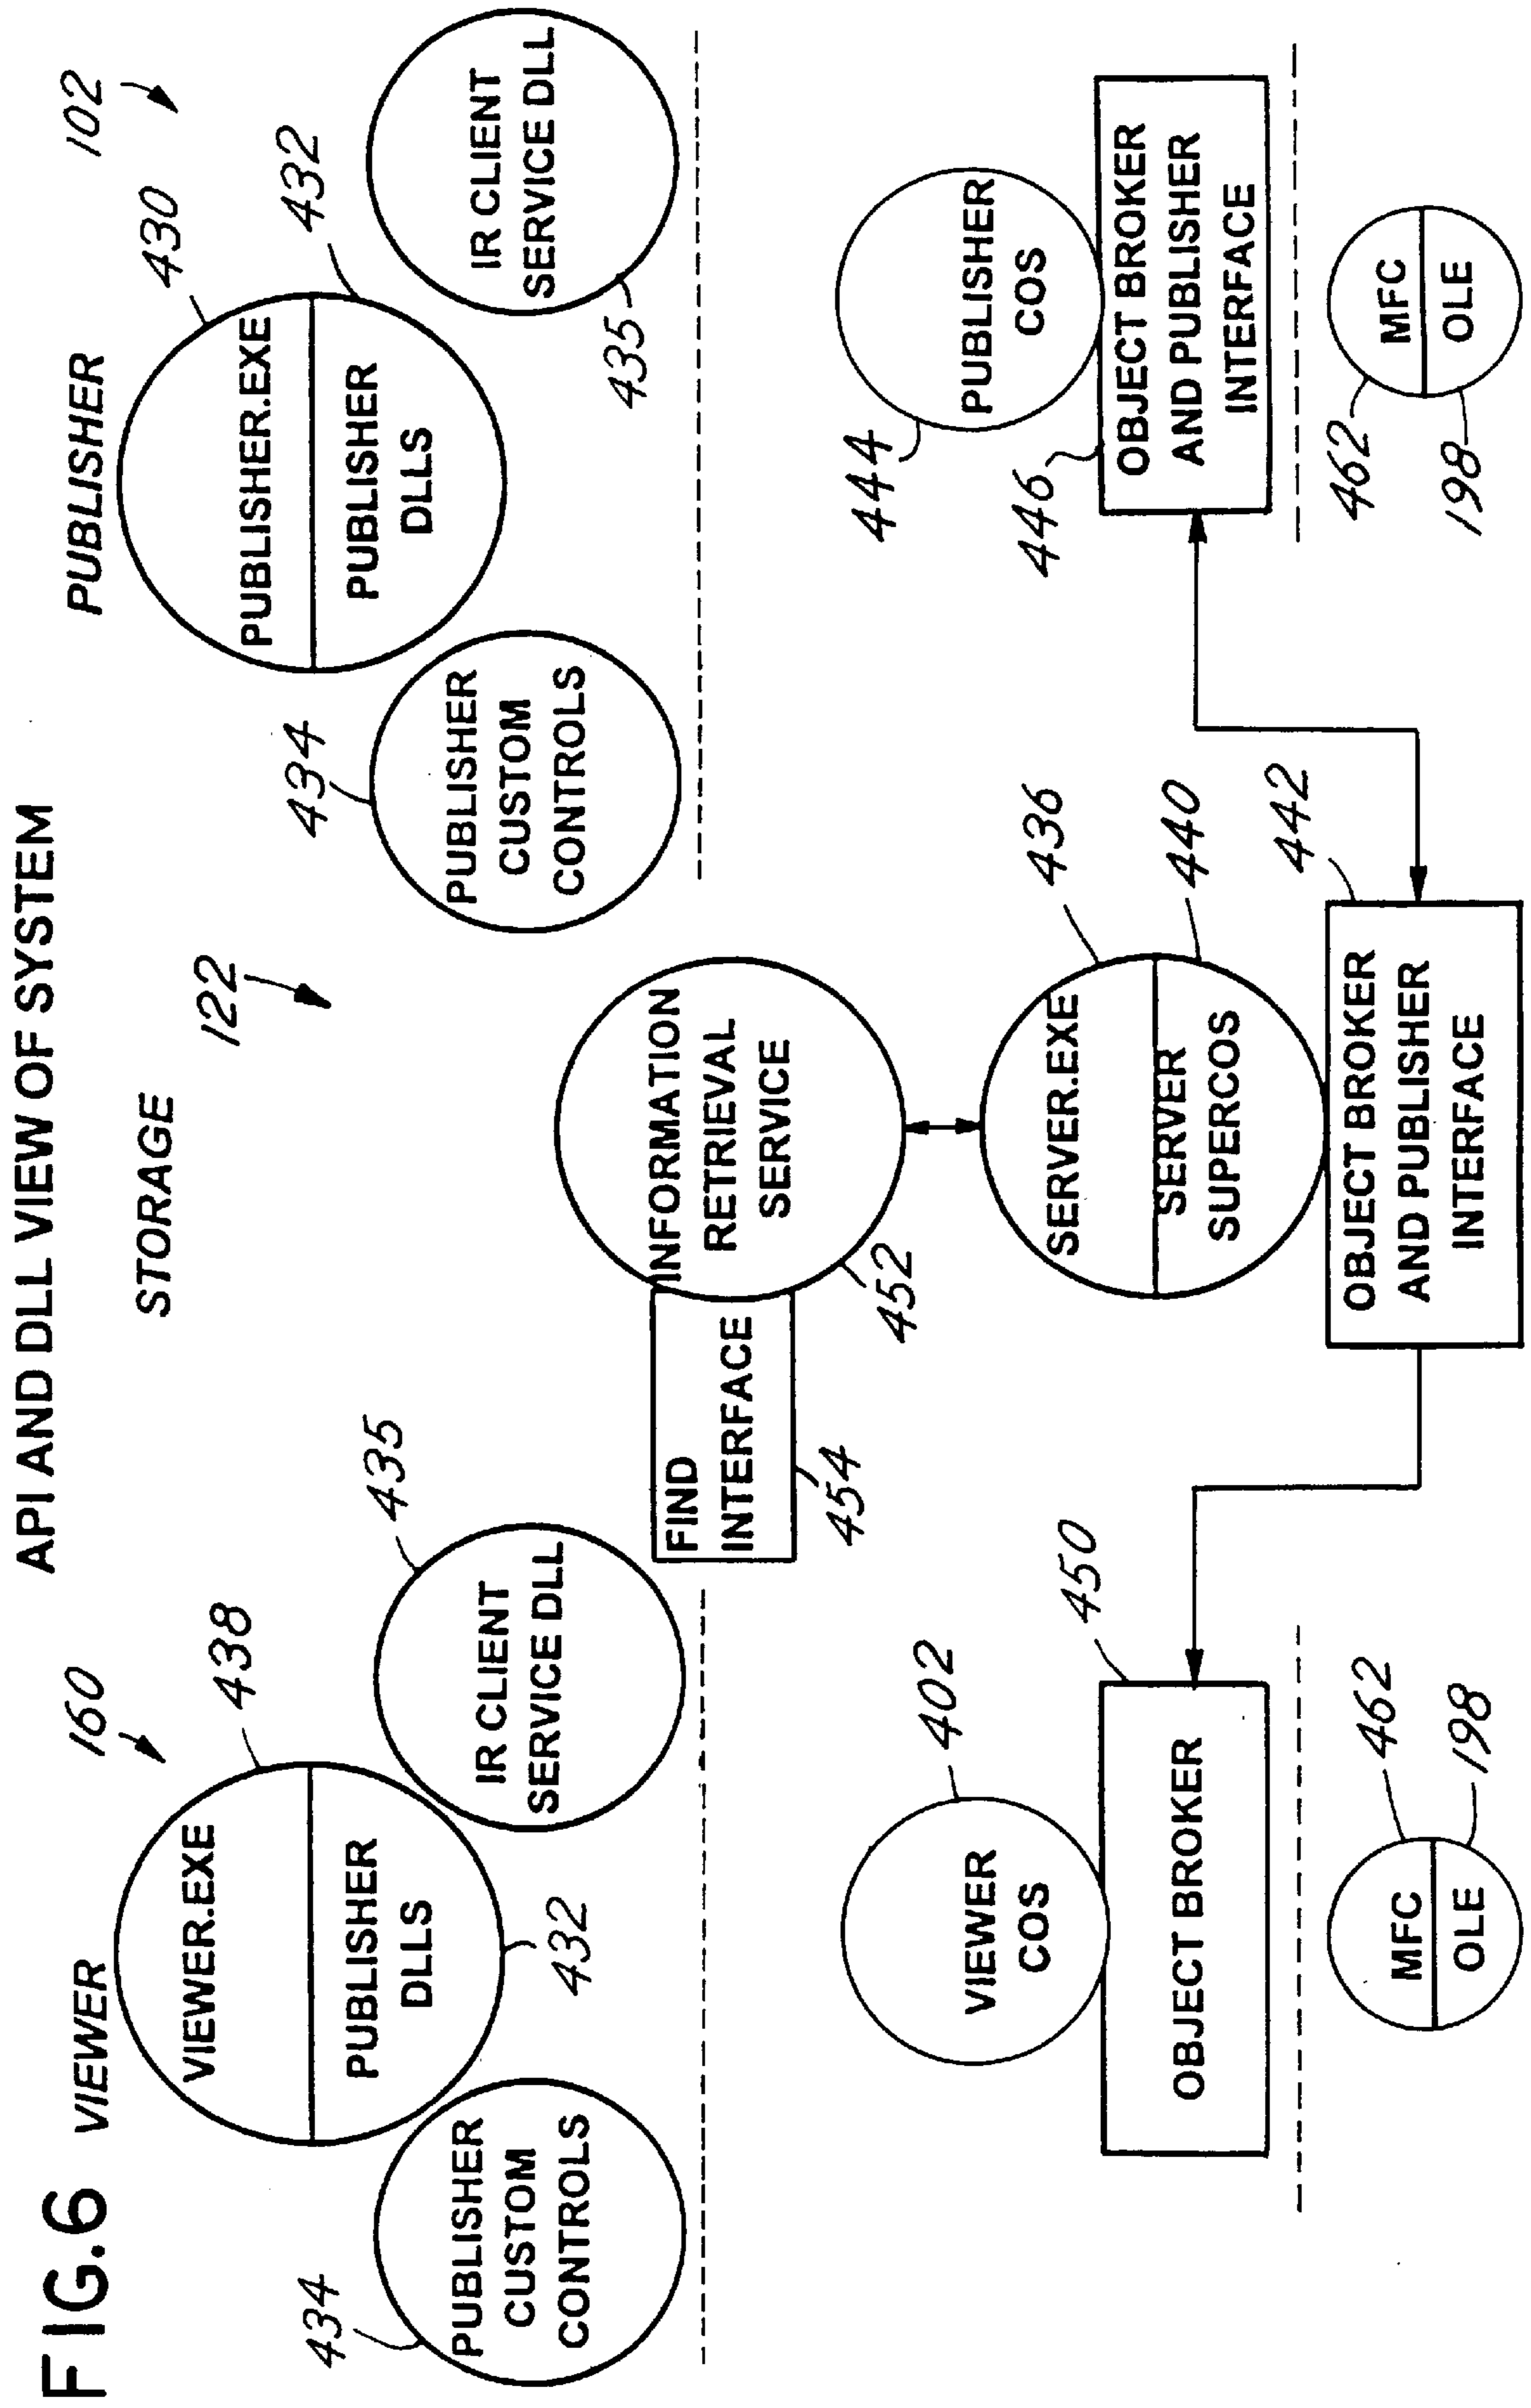 FIG.6
API AND DLL VIEW OF SYSTEM
VIEWER
160
438
VIEWER.EXE
PUBLISHER
DLLS
432
434
PUBLISHER
CUSTOM
CONTROLS
435
IR CLIENT
SERVICE DLL
402
VIEWER
COS
450
OBJECT BROKER
462
MFC
OLE
198
STORAGE
122
INFORMATION
RETRIEVAL
SERVICE
452
FIND
INTERFACE
454
436
SERVER.EXE
SERVER
SUPERCOS
440
442
OBJECT BROKER
AND PUBLISHER
INTERFACE
PUBLISHER
102
430
PUBLISHER.EXE
432
PUBLISHER
DLLS
434
PUBLISHER
CUSTOM
CONTROLS
IR CLIENT
SERVICE DLL
435
444
PUBLISHER
COS
446
OBJECT BROKER
AND PUBLISHER
INTERFACE
462
MFC
OLE
198